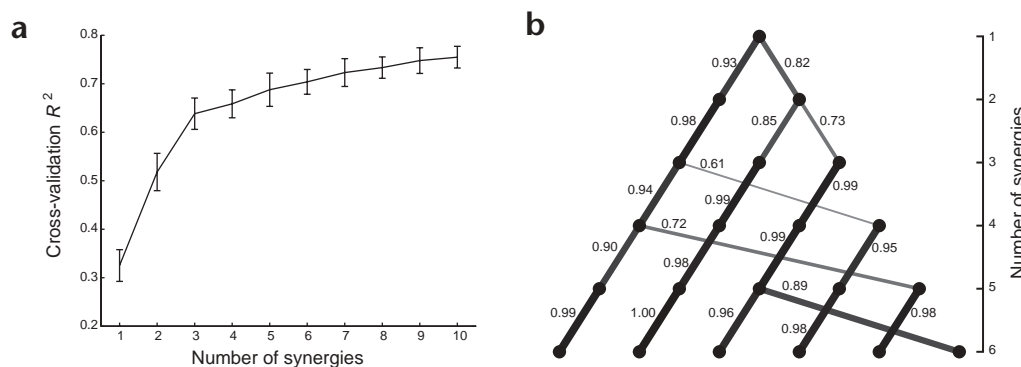 a
Cross-validation R²
0.8
0.7
0.6
0.5
0.4
0.3
0.2
1 2 3 4 5 6 7 8 9 10
Number of synergies
b
0.93 0.82
0.98 0.85 0.73
0.94 0.61 0.99 0.99
0.90 0.72 0.98 0.99 0.95
0.99 1.00 0.96 0.89 0.98 0.98
1
2
3
4
5
6
Number of synergies